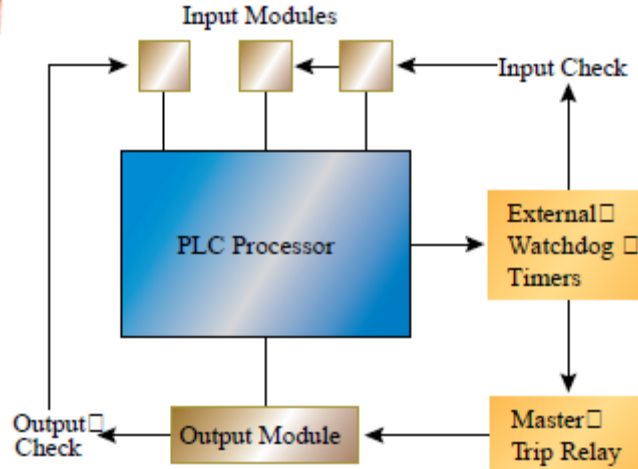 Input Modules
Input Check
PLC Processor
External□
Watchdog □
Timers
Output□
Check
Output Module
Master□
Trip Relay